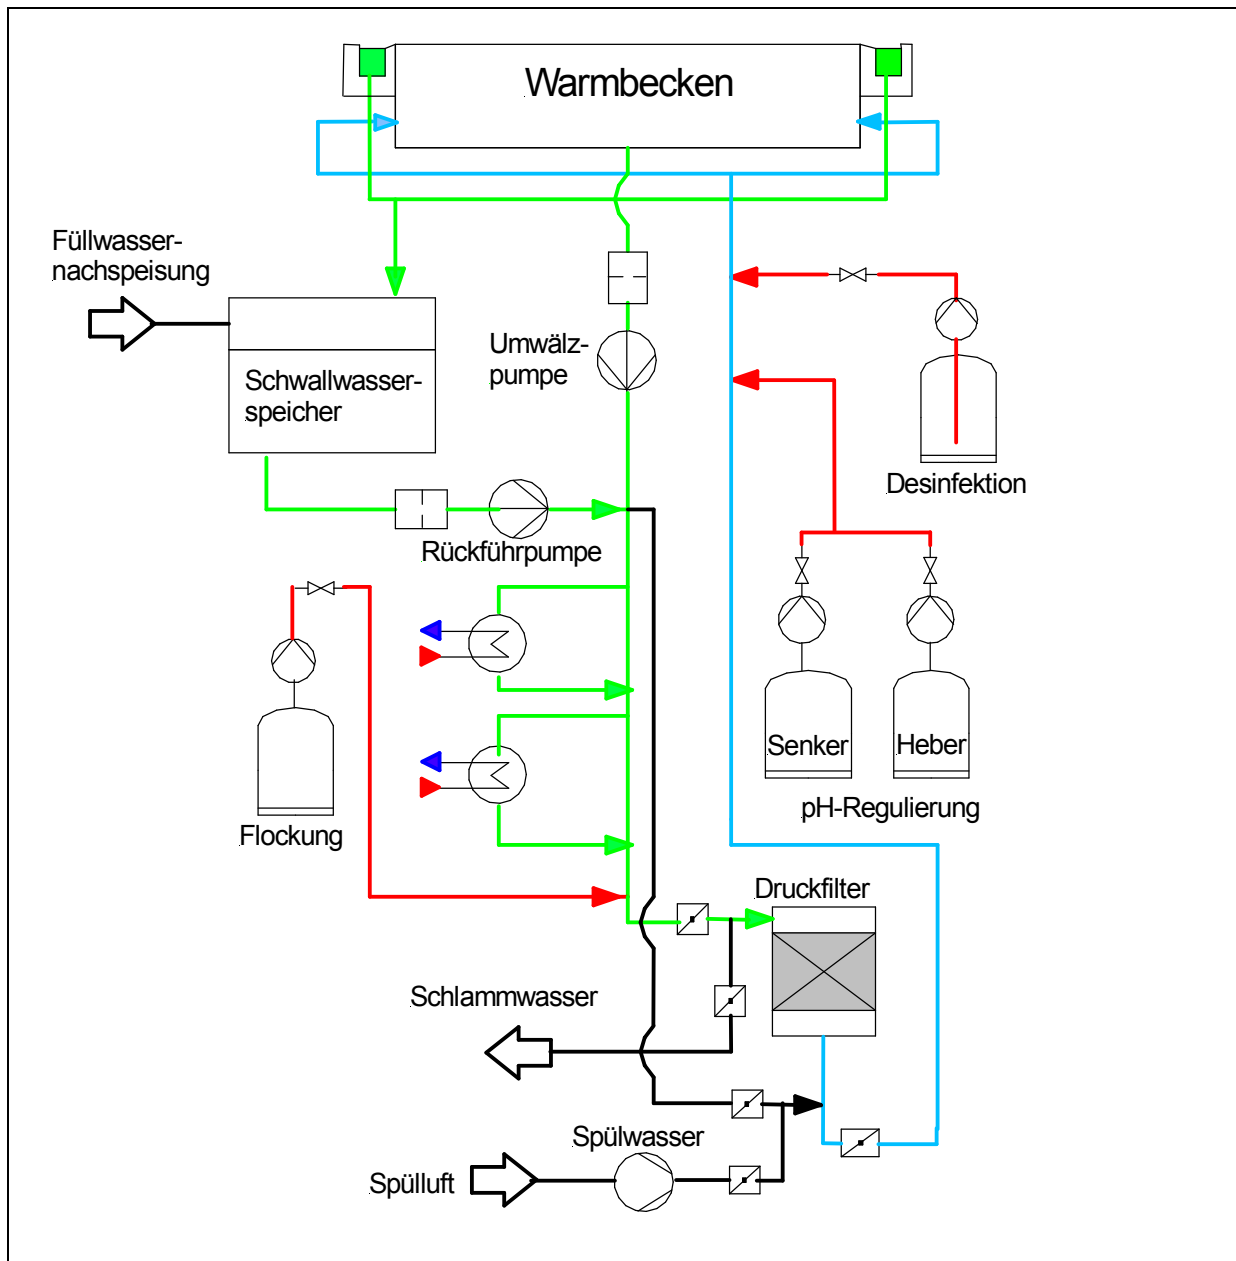 Warmbecken
Füllwasser-
nachspeisung
Umwälz-
pumpe
Schwallwasser-
speicher
Desinfektion
Rückführpumpe
Senker
Heber
pH-Regulierung
Flockung
Druckfilter
Schlammwasser
Spülwasser
Spülluft